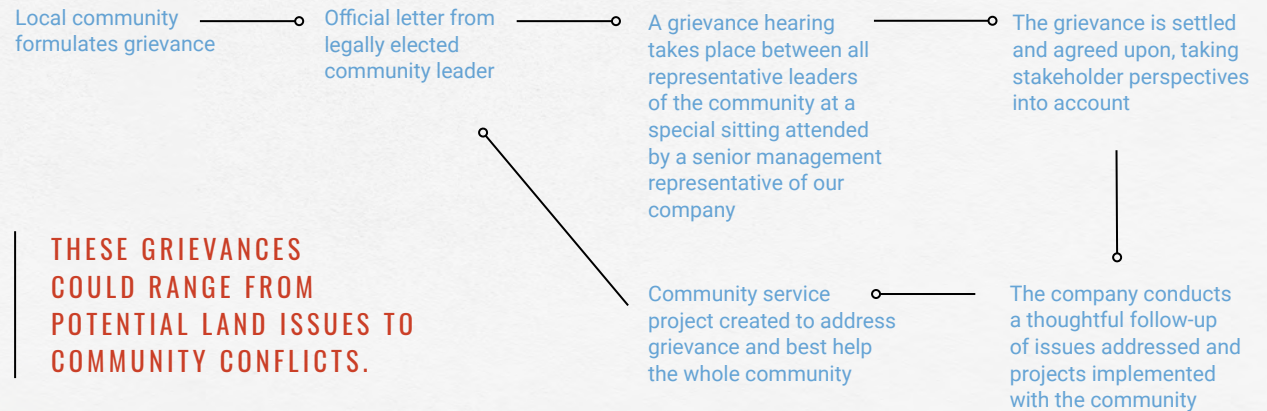 Local community
formulates grievance
Official letter from
legally elected
community leader
A grievance hearing
takes place between all
representative leaders
of the community at a
special sitting attended
by a senior management
representative of our
company
The grievance is settled
and agreed upon, taking
stakeholder perspectives
into account
The company conducts
a thoughtful follow-up
of issues addressed and
projects implemented
with the community
Community service
project created to address
grievance and best help
the whole community
THESE GRIEVANCES
COULD RANGE FROM
POTENTIAL LAND ISSUES TO
COMMUNITY CONFLICTS.